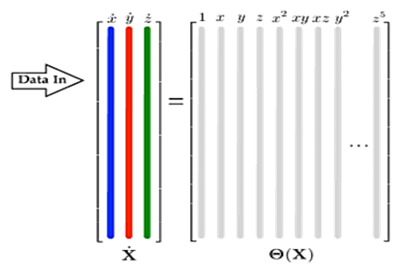 ẋ ẏ ż 1 x y z x² xy xz y² z⁵
Data In
= ...
Ẋ Θ(X)